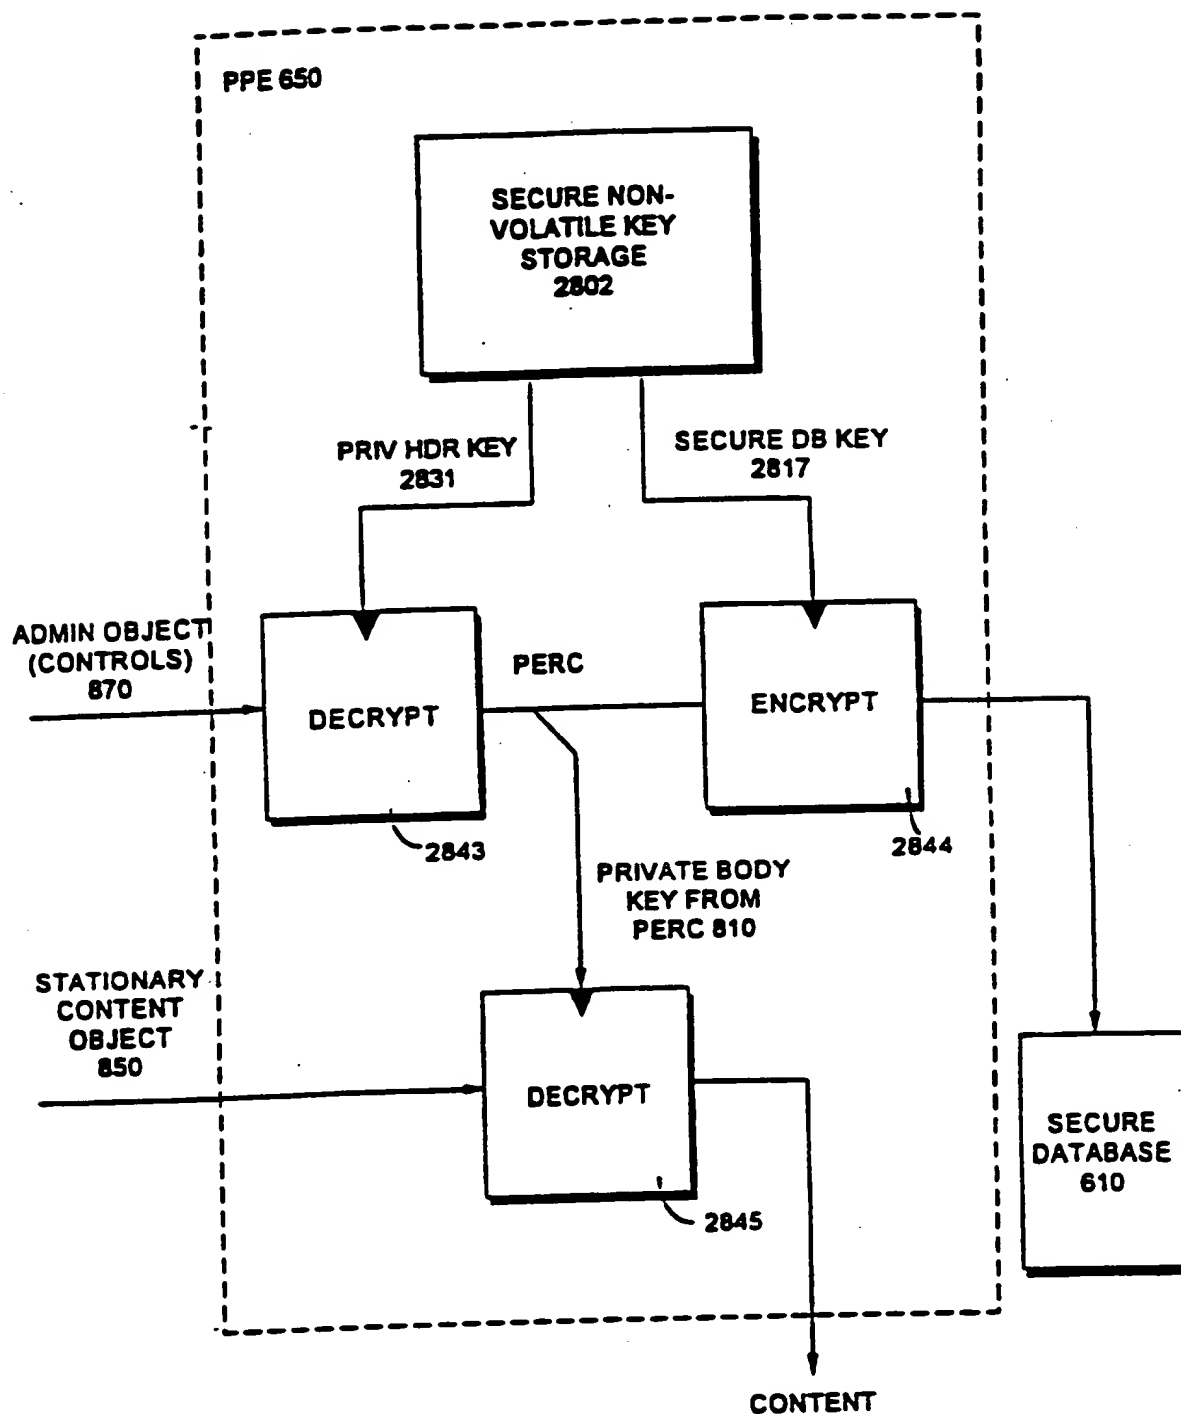 PPE 650
SECURE NON-
VOLATILE KEY
STORAGE
2802
PRIV HDR KEY
2831
SECURE DB KEY
2817
ADMIN OBJECT
(CONTROLS)
870
DECRYPT
PERC
ENCRYPT
2843
2844
PRIVATE BODY
KEY FROM
PERC 810
STATIONARY
CONTENT
OBJECT
850
DECRYPT
2845
SECURE
DATABASE
610
CONTENT